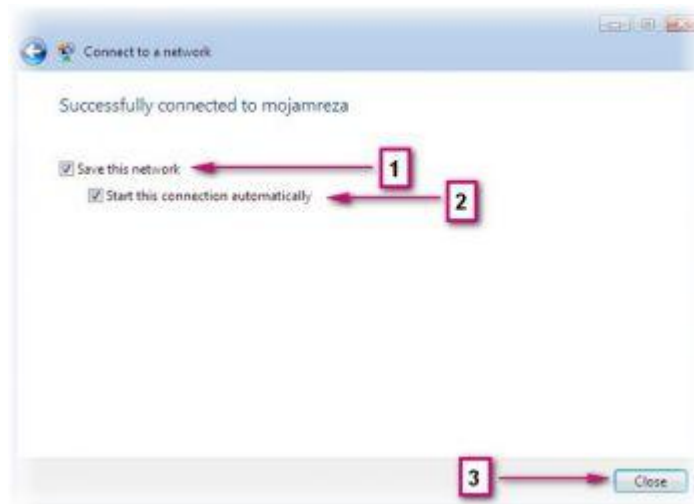 Connect to a network
Successfully connected to mojamreza
Save this network
1
Start this connection automatically
2
3
Close